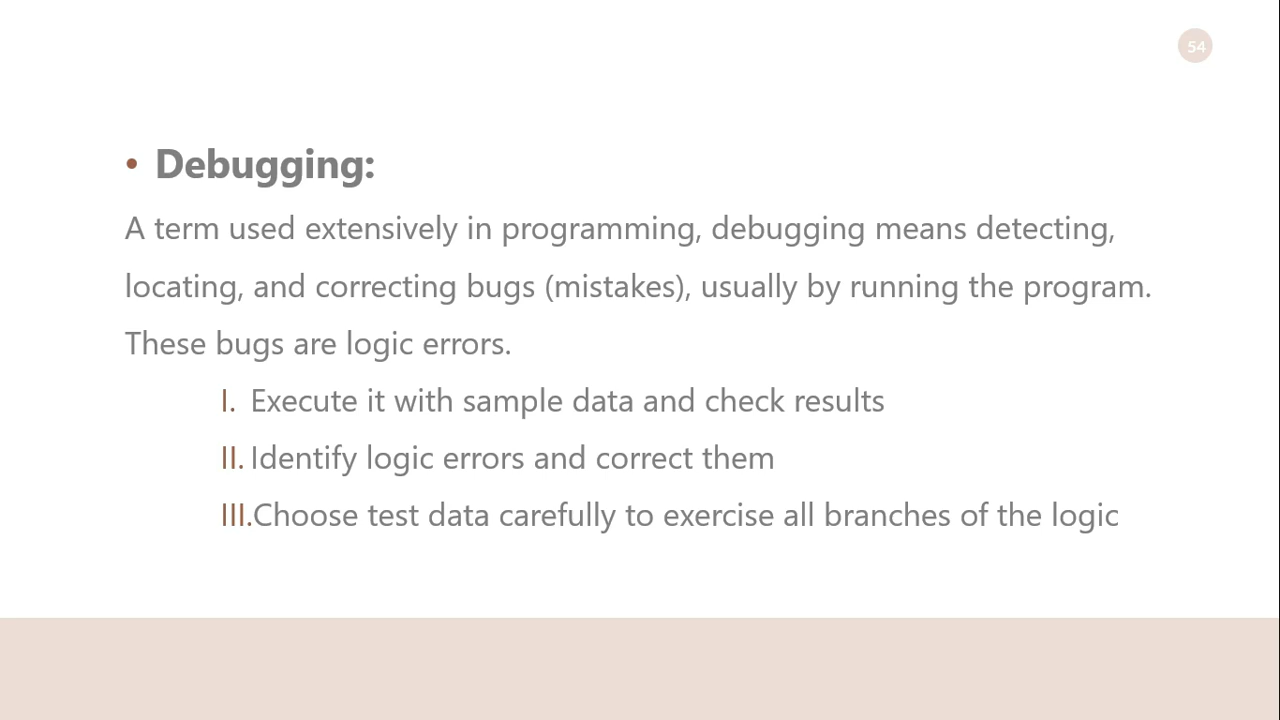 54
• Debugging:
A term used extensively in programming, debugging means detecting,
locating, and correcting bugs (mistakes), usually by running the program.
These bugs are logic errors.
I. Execute it with sample data and check results
II. Identify logic errors and correct them
III.Choose test data carefully to exercise all branches of the logic